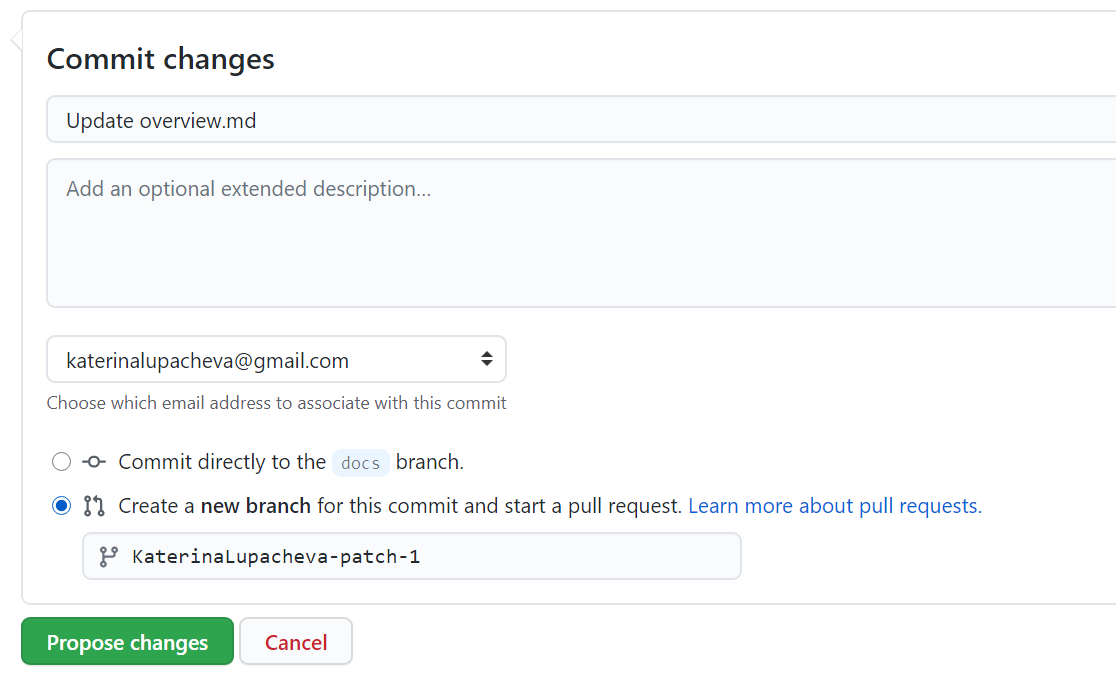 Commit changes
Update overview.md
Add an optional extended description...
katerinalupacheva@gmail.com
Choose which email address to associate with this commit
Commit directly to the docs branch.
Create a new branch for this commit and start a pull request. Learn more about pull requests.
KaterinaLupacheva-patch-1
Propose changes Cancel